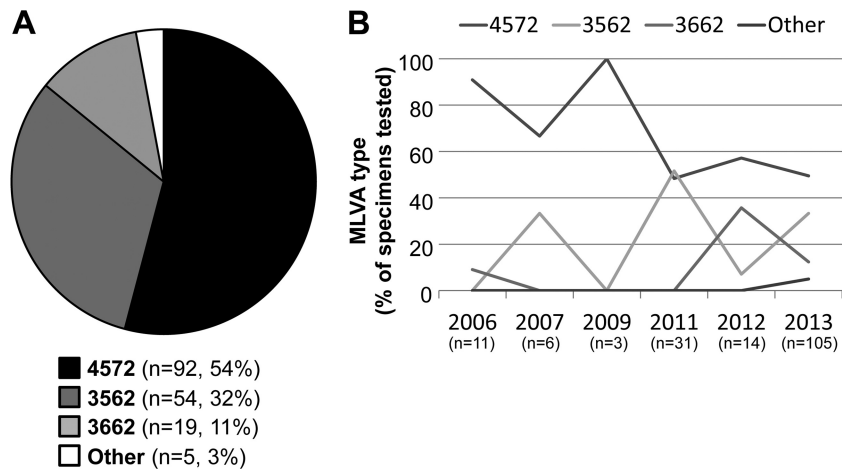 A
4572 (n=92, 54%)
3562 (n=54, 32%)
3662 (n=19, 11%)
Other (n=5, 3%)
B
4572 3562 3662 Other
MLVA type
(% of specimens tested)
100
80
60
40
20
0
2006 2007 2009 2011 2012 2013
(n=11) (n=6) (n=3) (n=31) (n=14) (n=105)